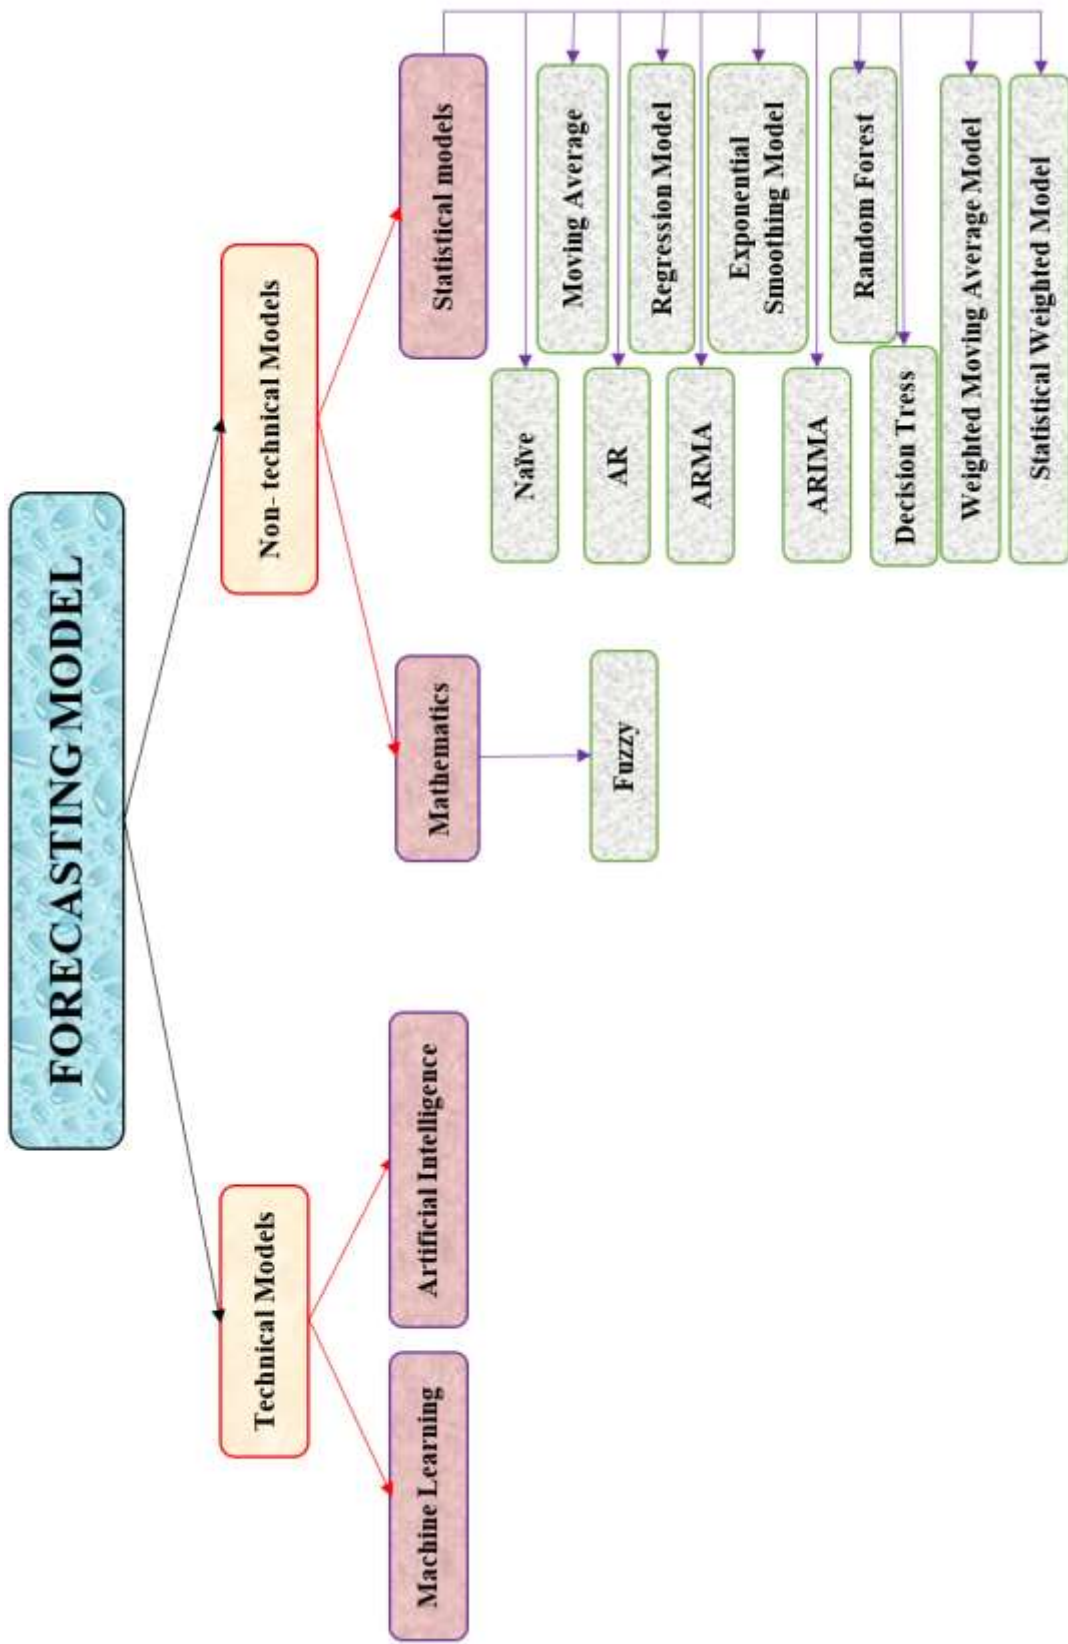 FORECASTING MODEL
Technical Models
Non- technical Models
Machine Learning
Artificial Intelligence
Mathematics
Statistical models
Fuzzy
Naïve
Moving Average
AR
Regression Model
ARMA
Exponential
Smoothing Model
ARIMA
Random Forest
Decision Tress
Weighted Moving Average Model
Statistical Weighted Model